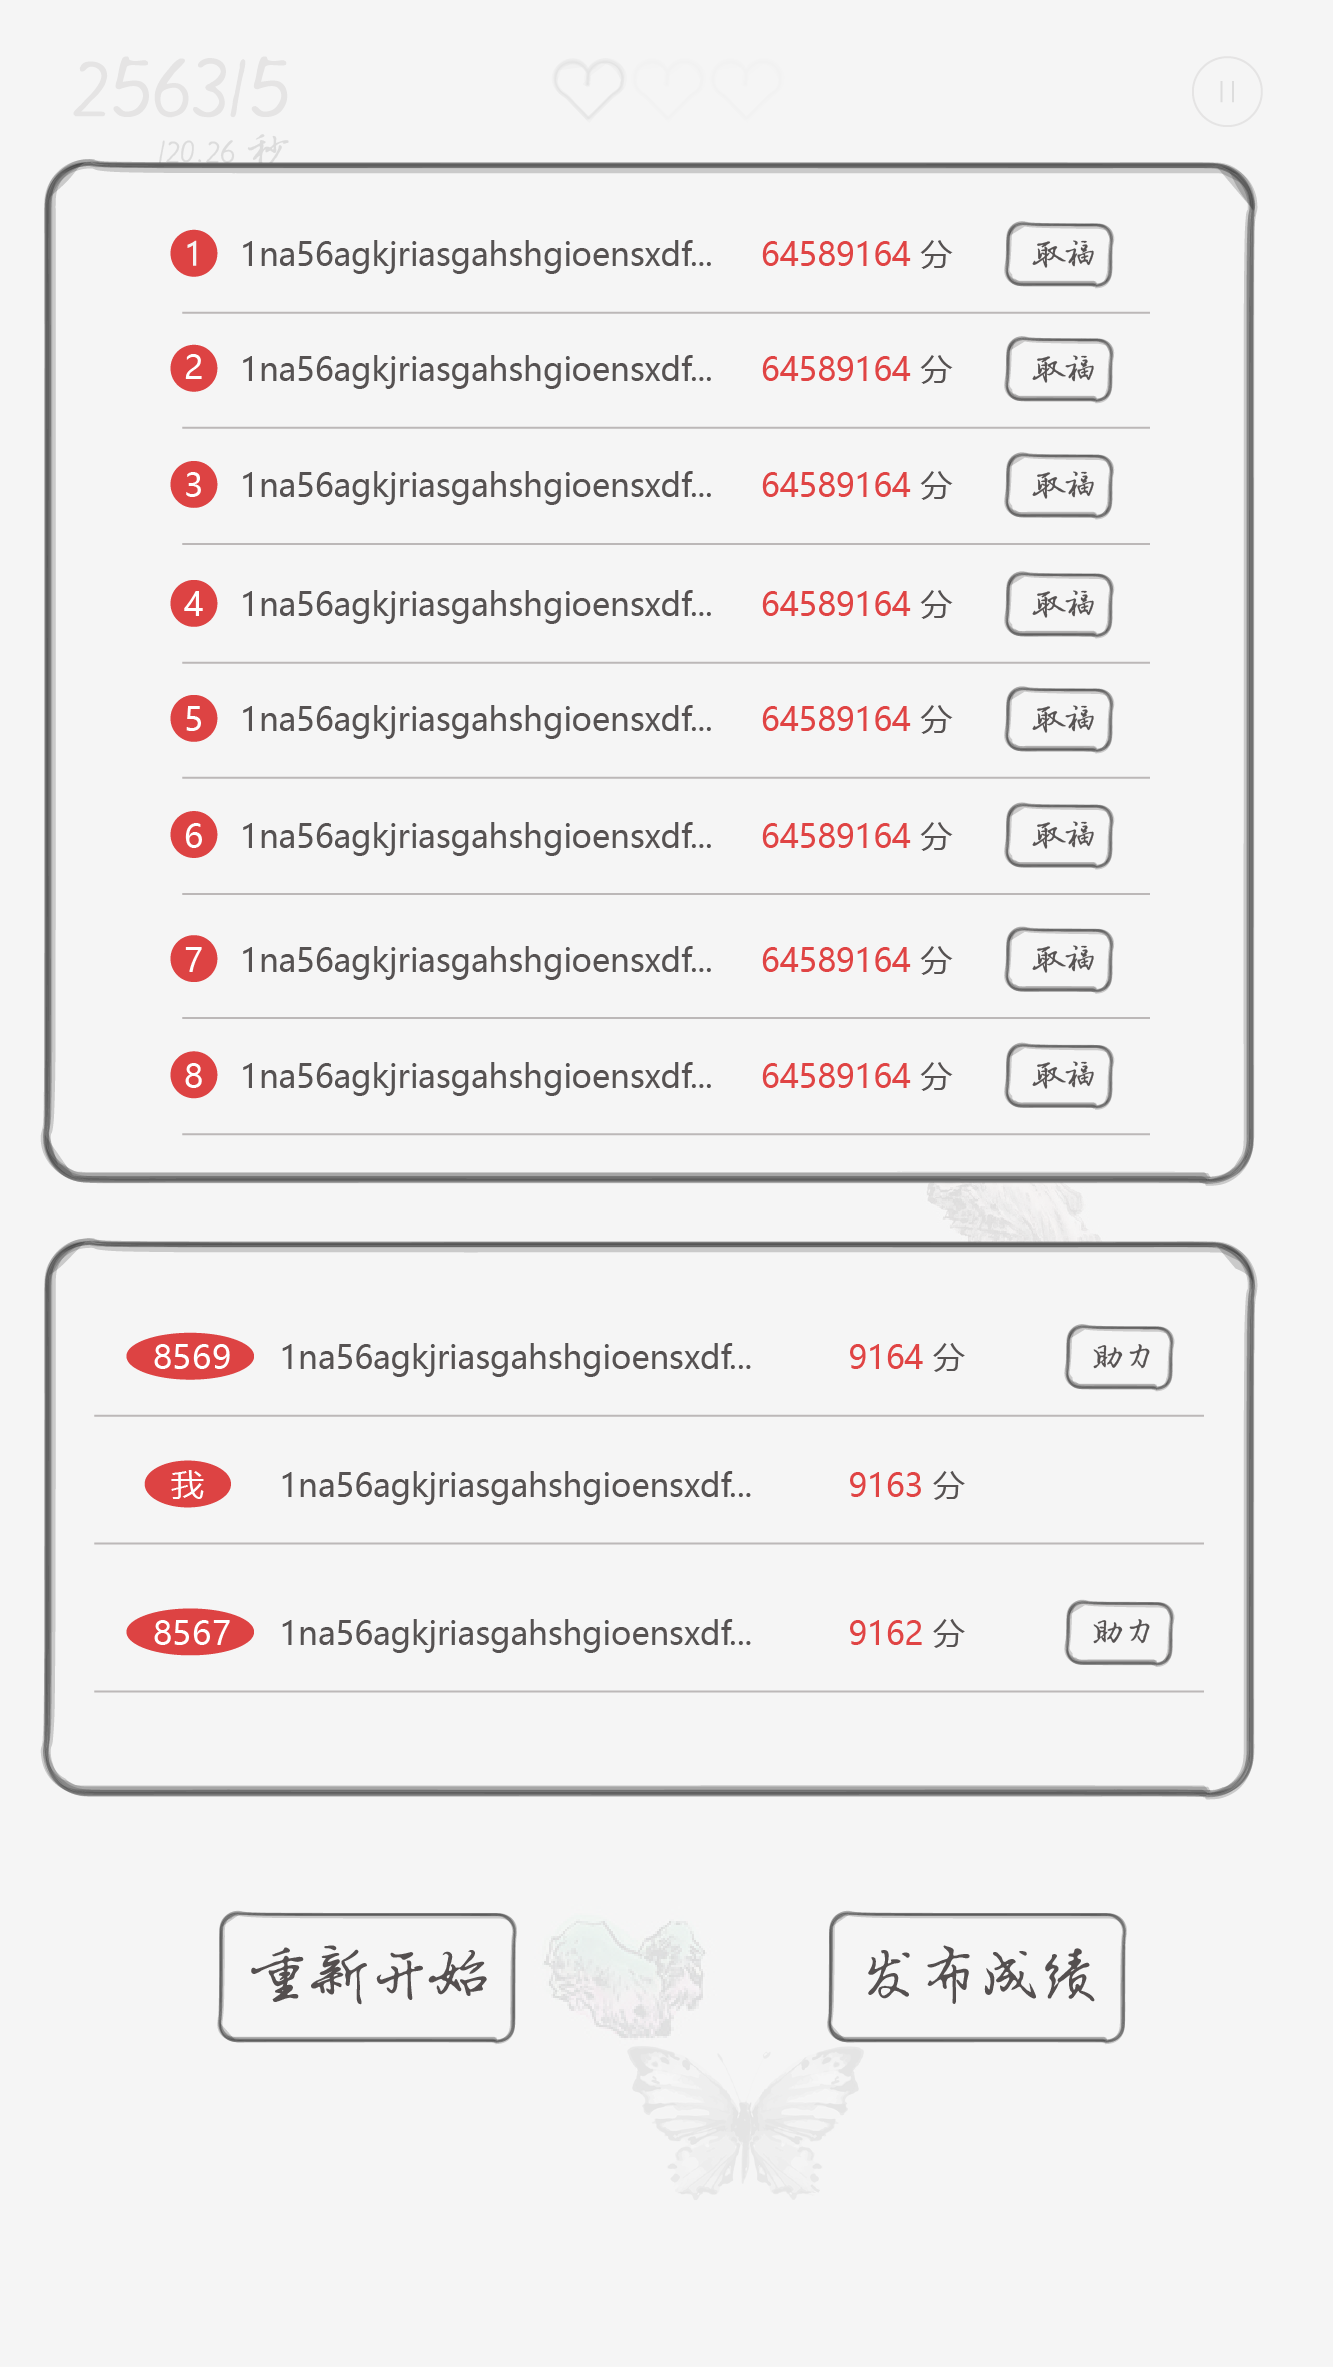 256315
120.26 秒
1 1na56agkjriasgahshgioensxdf... 64589164 分 取福
2 1na56agkjriasgahshgioensxdf... 64589164 分 取福
3 1na56agkjriasgahshgioensxdf... 64589164 分 取福
4 1na56agkjriasgahshgioensxdf... 64589164 分 取福
5 1na56agkjriasgahshgioensxdf... 64589164 分 取福
6 1na56agkjriasgahshgioensxdf... 64589164 分 取福
7 1na56agkjriasgahshgioensxdf... 64589164 分 取福
8 1na56agkjriasgahshgioensxdf... 64589164 分 取福
8569 1na56agkjriasgahshgioensxdf... 9164 分 助力
我 1na56agkjriasgahshgioensxdf... 9163 分
8567 1na56agkjriasgahshgioensxdf... 9162 分 助力
重新开始 发布成绩